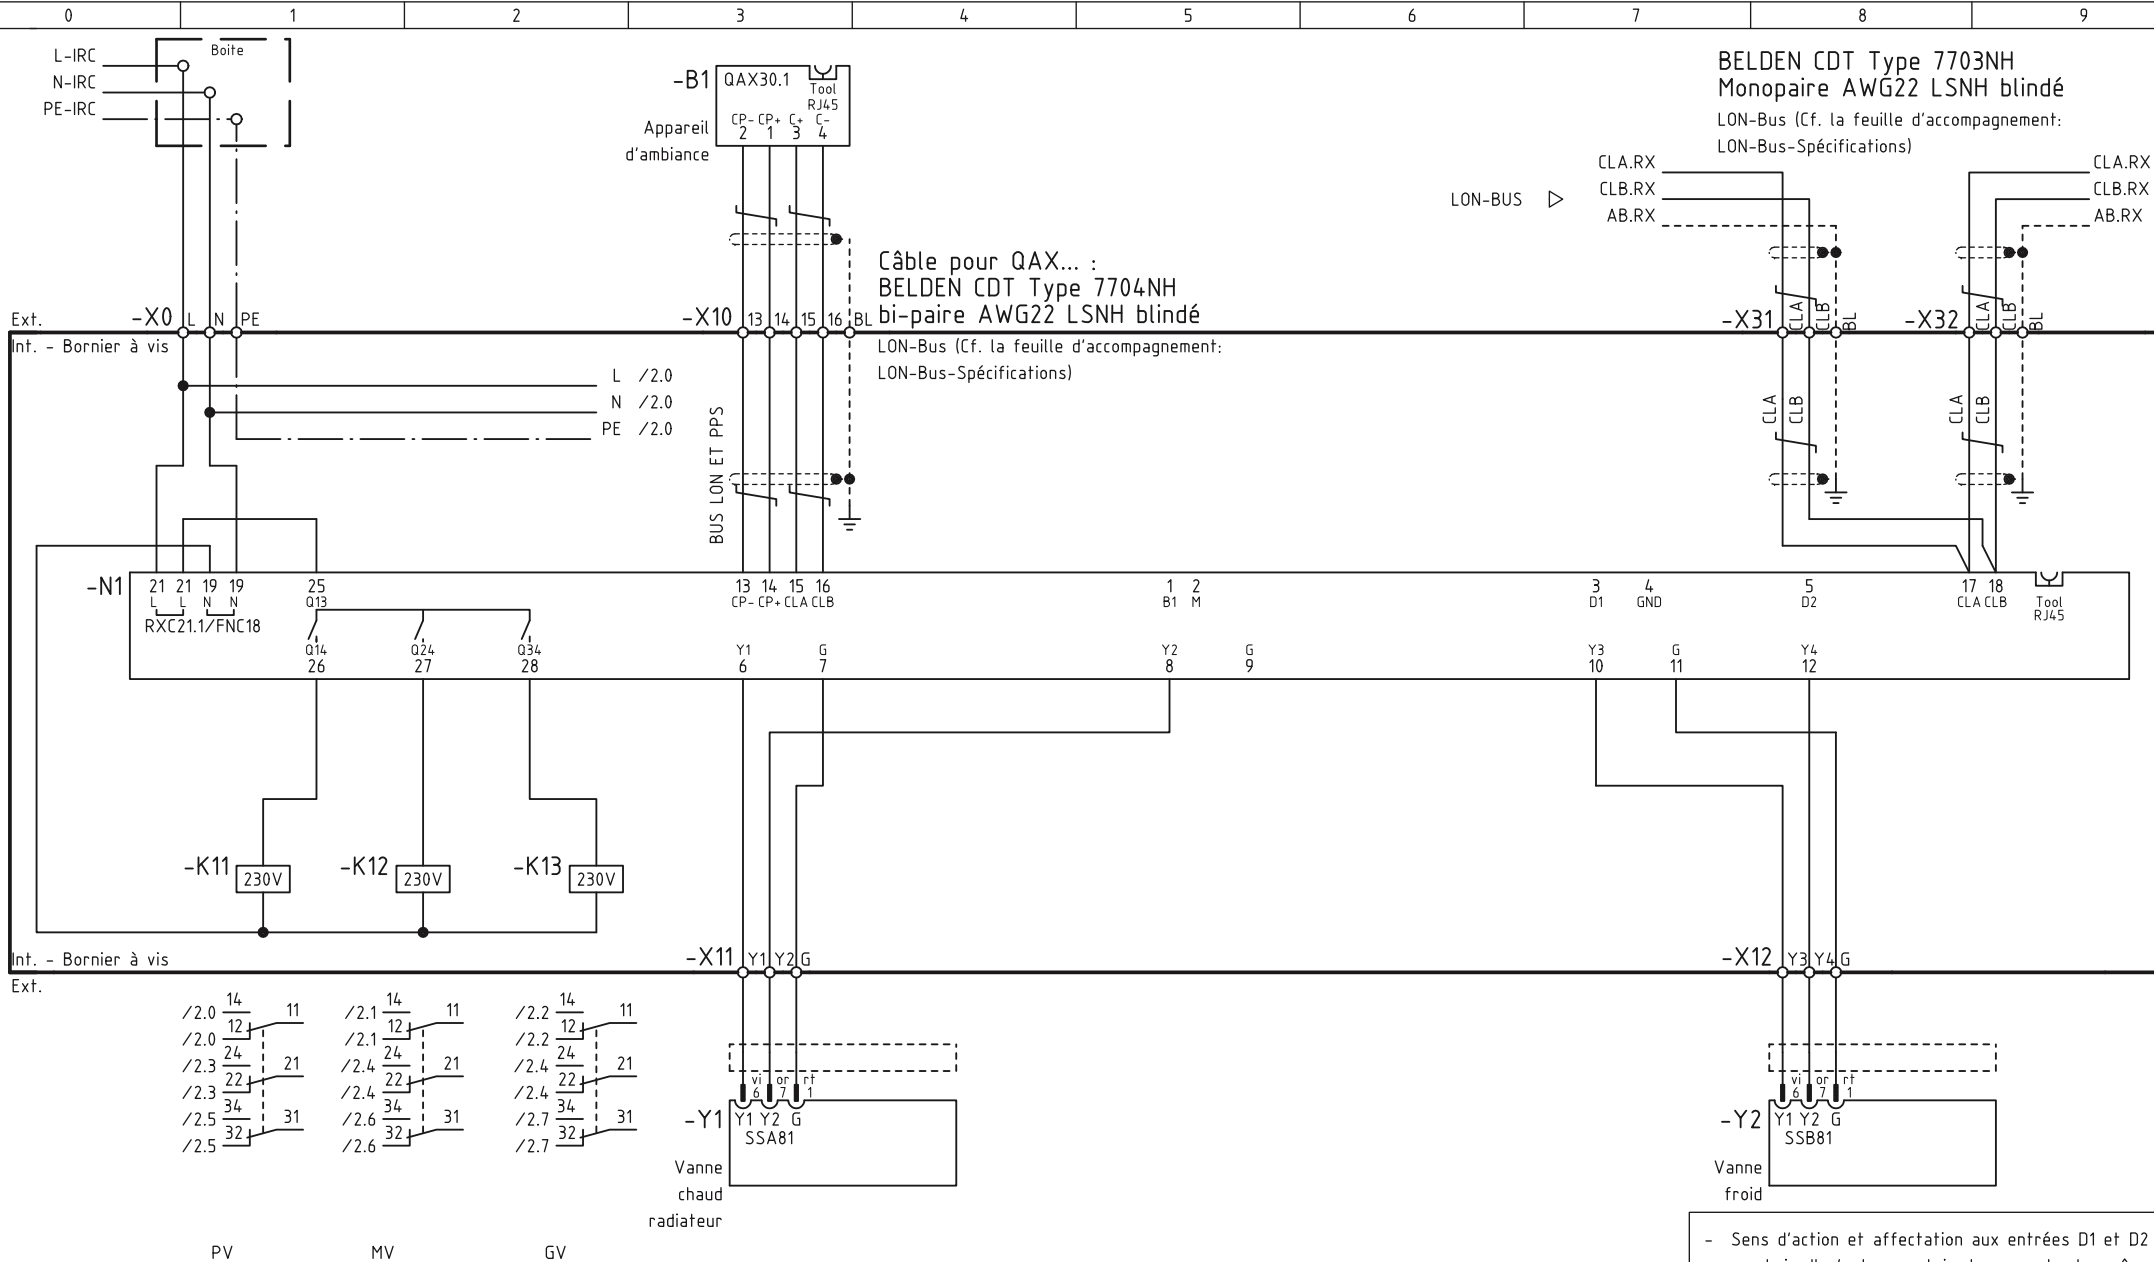 0 1 2 3 4 5 6 7 8 9
Boite
L-IRC
N-IRC
PE-IRC
-B1 QAX30.1
Tool
RJ45
CP- CP+ C+ C-
2 1 3 4
Appareil
d'ambiance
BELDEN CDT Type 7703NH
Monopaire AWG22 LSNH blindé
LON-Bus (Cf. la feuille d'accompagnement:
LON-Bus-Spécifications)
LON-BUS
CLA.RX
CLB.RX
AB.RX
CLA.RX
CLB.RX
AB.RX
Câble pour QAX... :
BELDEN CDT Type 7704NH
bi-paire AWG22 LSNH blindé
LON-Bus (Cf. la feuille d'accompagnement:
LON-Bus-Spécifications)
Ext.
Int. - Bornier à vis
-X0 L N PE
-X10 13 14 15 16 BL
-X31 CLA CLB BL
-X32 CLA CLB BL
L /2.0
N /2.0
PE /2.0
BUS LON ET PPS
CLA CLB
CLA CLB
-N1
21 21 19 19 25
L L N N Q13
RXC21.1/FNC18
13 14 15 16
CP- CP+ CLA CLB
1 2
B1 M
3 4 5
D1 GND D2
17 18
CLA CLB
Tool
RJ45
Q14 Q24 Q34
26 27 28
Y1 G Y2 G Y3 G Y4
6 7 8 9 10 11 12
-K11 230V
-K12 230V
-K13 230V
Int. - Bornier à vis
Ext.
-X11 Y1 Y2 G
-X12 Y3 Y4 G
/2.0 14 11
/2.0 12
/2.3 24 21
/2.3 22
/2.5 34 31
/2.5 32
/2.1 14 11
/2.1 12
/2.4 24 21
/2.4 22
/2.6 34 31
/2.6 32
/2.2 14 11
/2.2 12
/2.4 24 21
/2.4 22
/2.7 34 31
/2.7 32
vi or rt
6 7 1
-Y1 Y1 Y2 G
SSA81
Vanne
chaud
radiateur
vi or rt
6 7 1
-Y2 Y1 Y2 G
SSB81
Vanne
froid
PV MV GV
- Sens d'action et affectation aux entrées D1 et D2